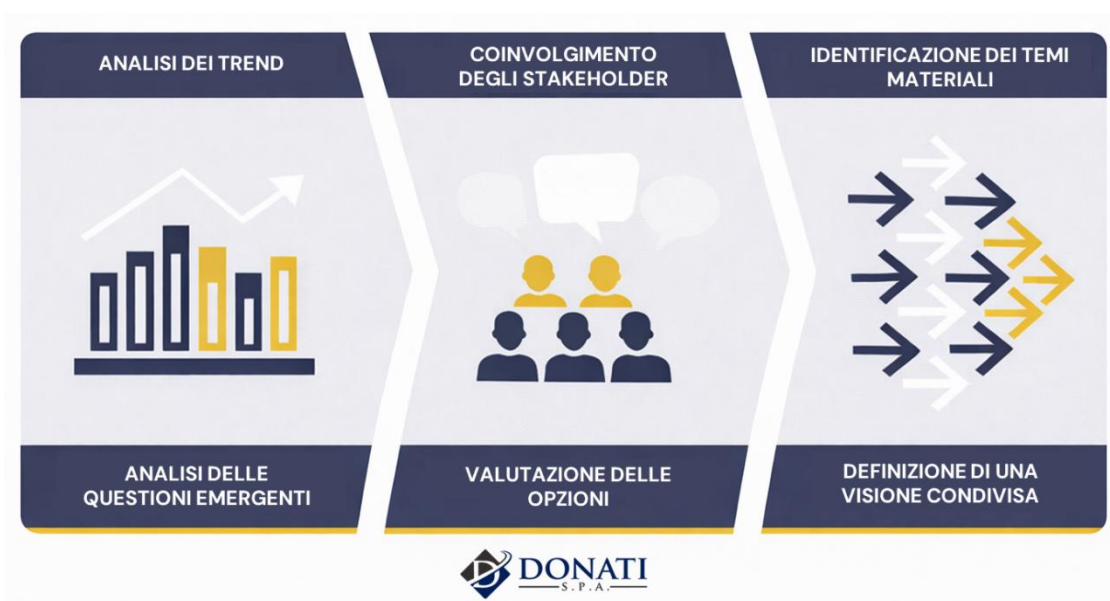 ANALISI DEI TREND
COINVOLGIMENTO
DEGLI STAKEHOLDER
IDENTIFICAZIONE DEI TEMI
MATERIALI
ANALISI DELLE
QUESTIONI EMERGENTI
VALUTAZIONE DELLE
OPZIONI
DEFINIZIONE DI UNA
VISIONE CONDIVISA
DONATI
S.P.A.